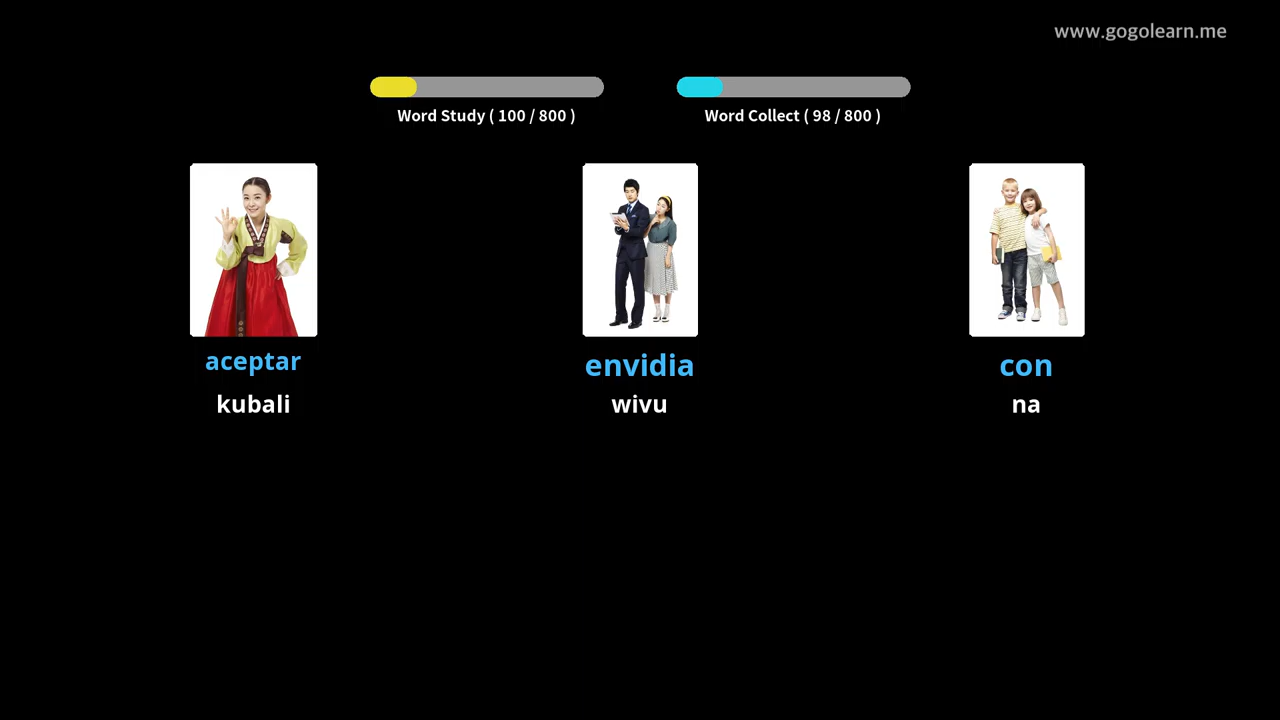 www.gogolearn.me
Word Study ( 100 / 800 )
Word Collect ( 98 / 800 )
aceptar
envidia
con
kubali
wivu
na